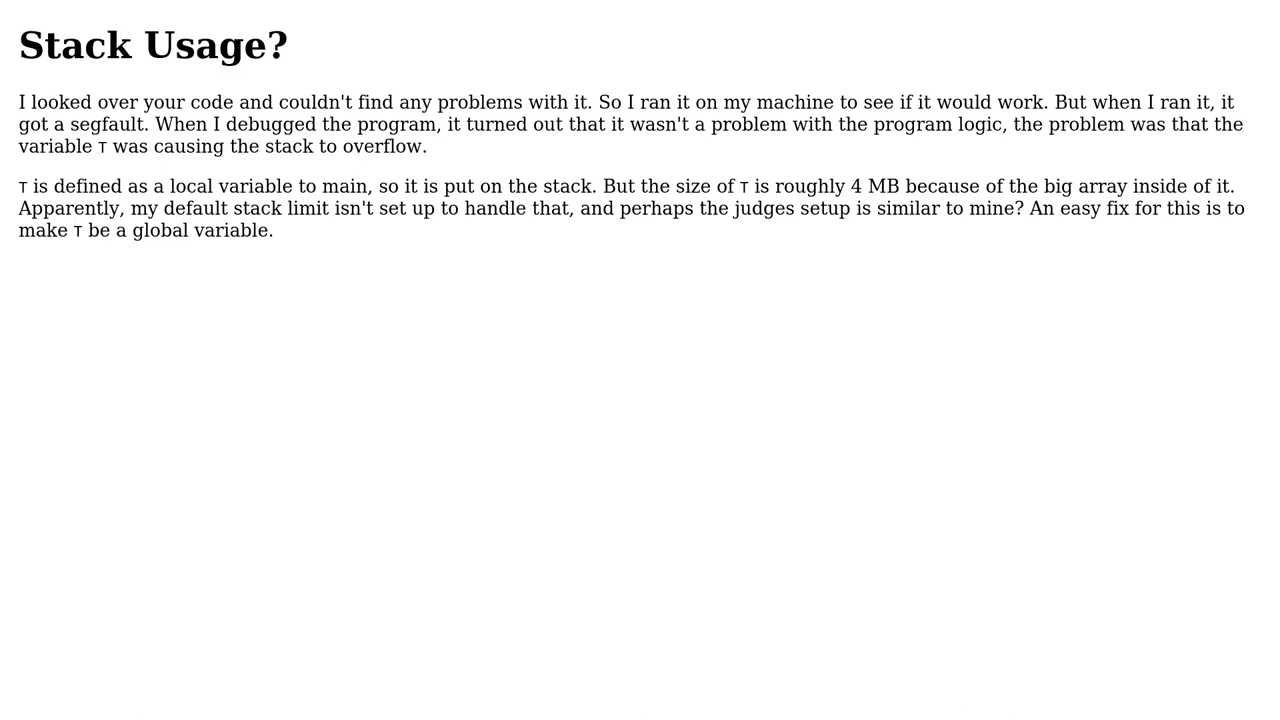 Stack Usage?
I looked over your code and couldn't find any problems with it. So I ran it on my machine to see if it would work. But when I ran it, it
got a segfault. When I debugged the program, it turned out that it wasn't a problem with the program logic, the problem was that the
variable T was causing the stack to overflow.
T is defined as a local variable to main, so it is put on the stack. But the size of T is roughly 4 MB because of the big array inside of it.
Apparently, my default stack limit isn't set up to handle that, and perhaps the judges setup is similar to mine? An easy fix for this is to
make T be a global variable.